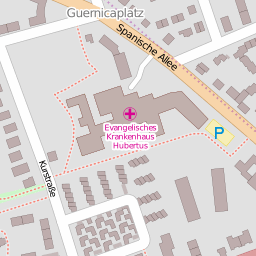 Guernicaplatz
Spanische Allee
Evangelisches
Krankenhaus
Hubertus
P
Kurstraße